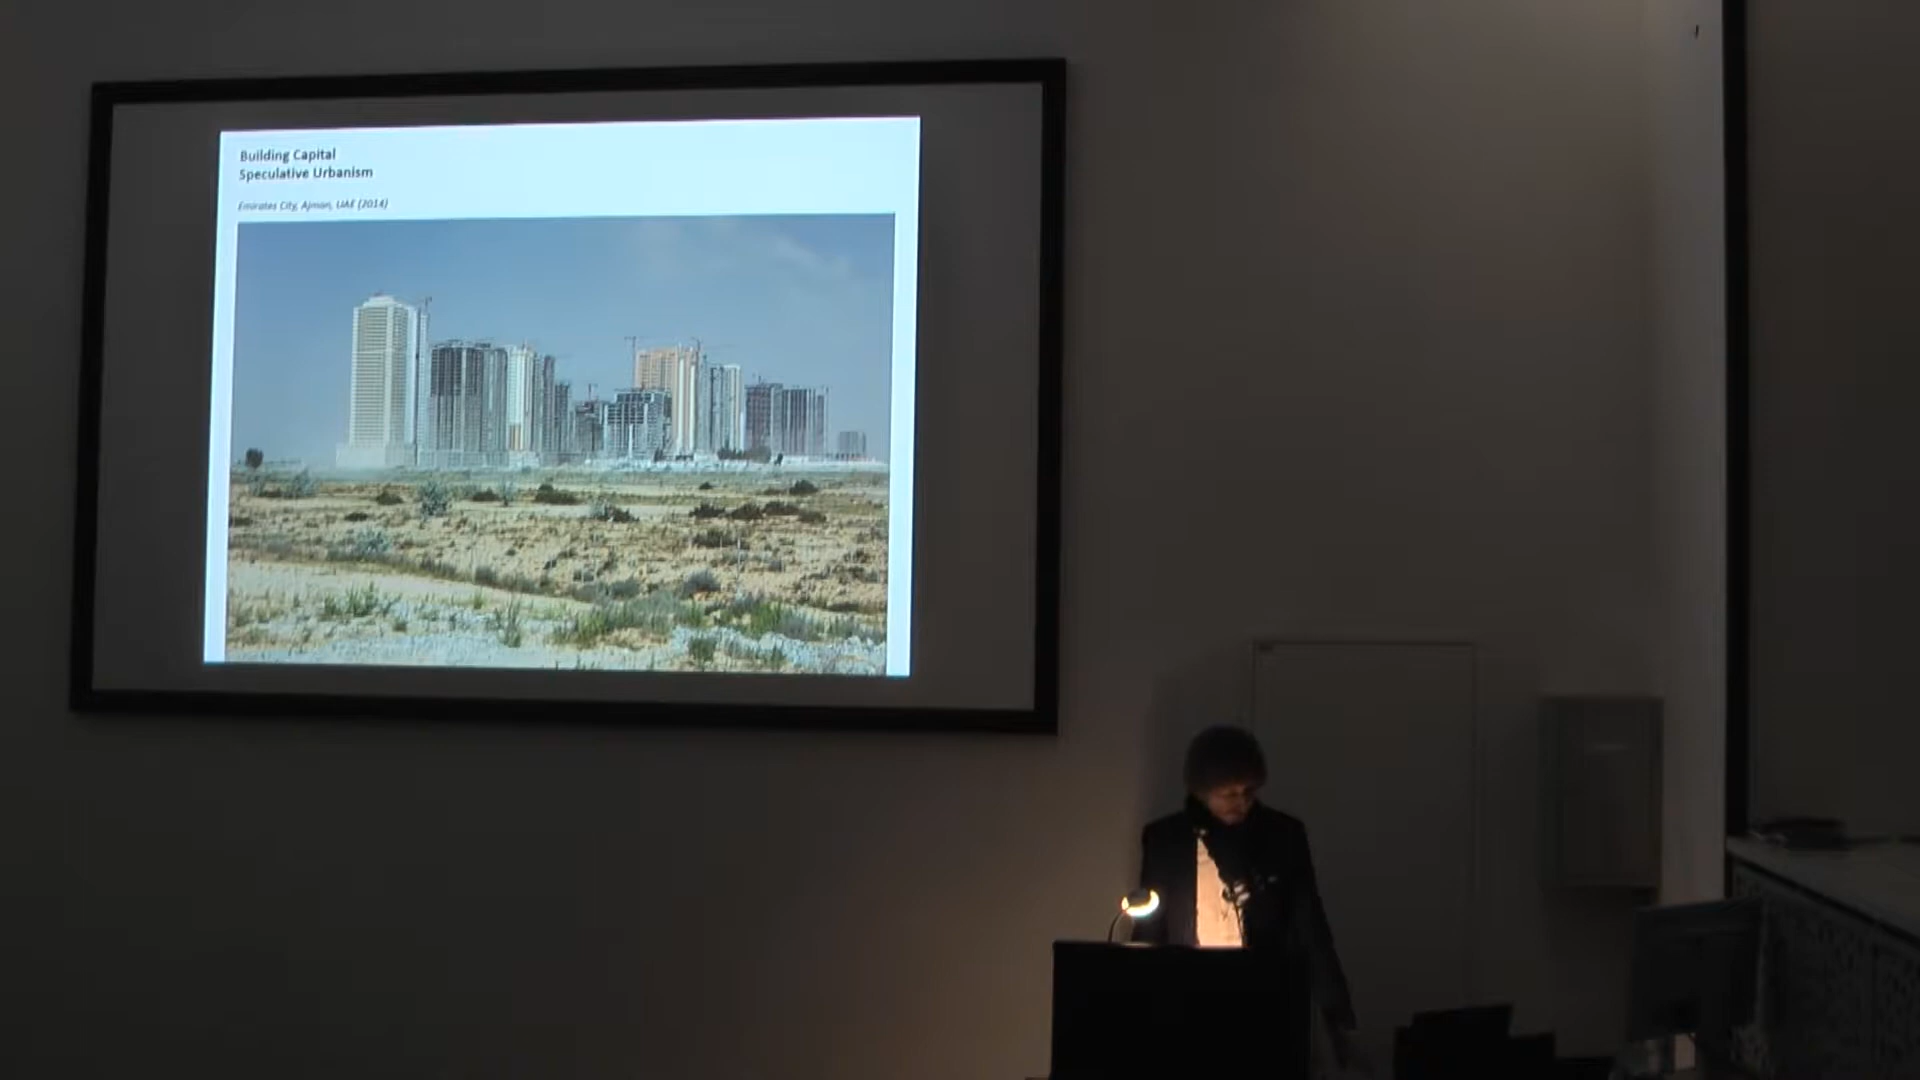 Building Capital
Speculative Urbanism
Emirates City, Ajman, UAE (2014)